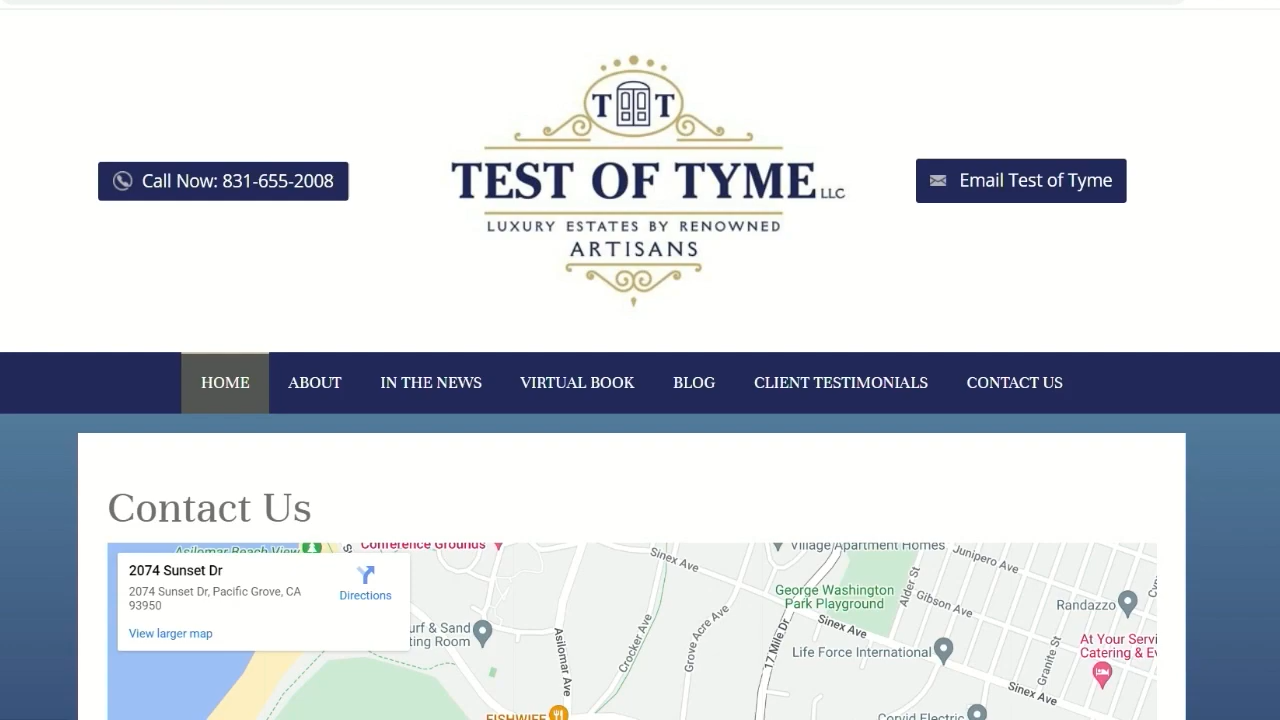 T T
TEST OF TYME LLC
LUXURY ESTATES BY RENOWNED
ARTISANS
Call Now: 831-655-2008
Email Test of Tyme
HOME ABOUT IN THE NEWS VIRTUAL BOOK BLOG CLIENT TESTIMONIALS CONTACT US
Contact Us
2074 Sunset Dr
2074 Sunset Dr, Pacific Grove, CA
93950
Directions
View larger map
Asilomar Beach View
Conference Grounds
Sinex Ave
Village Apartment Homes
Junipero Ave
George Washington
Park Playground
Alder St
Gibson Ave
Randazzo
urf & Sand
ting Room
Asilomar Ave
Crocker Ave
Grove Acre Ave
17 Mile Dr
Sinex Ave
Life Force International
Granite St
At Your Servi
Catering & Ev
Sinex Ave
FISHWIFE
Corvid Electric